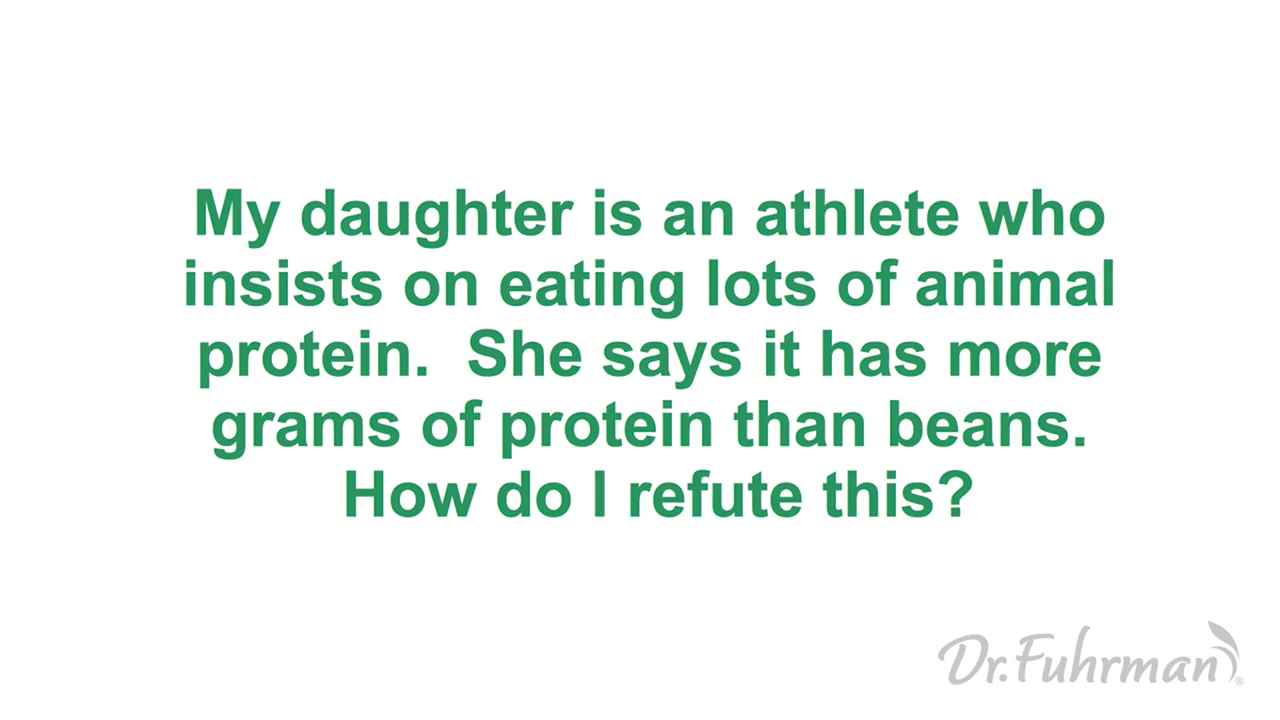 My daughter is an athlete who
insists on eating lots of animal
protein.  She says it has more
grams of protein than beans.
How do I refute this?
Dr. Fuhrman®